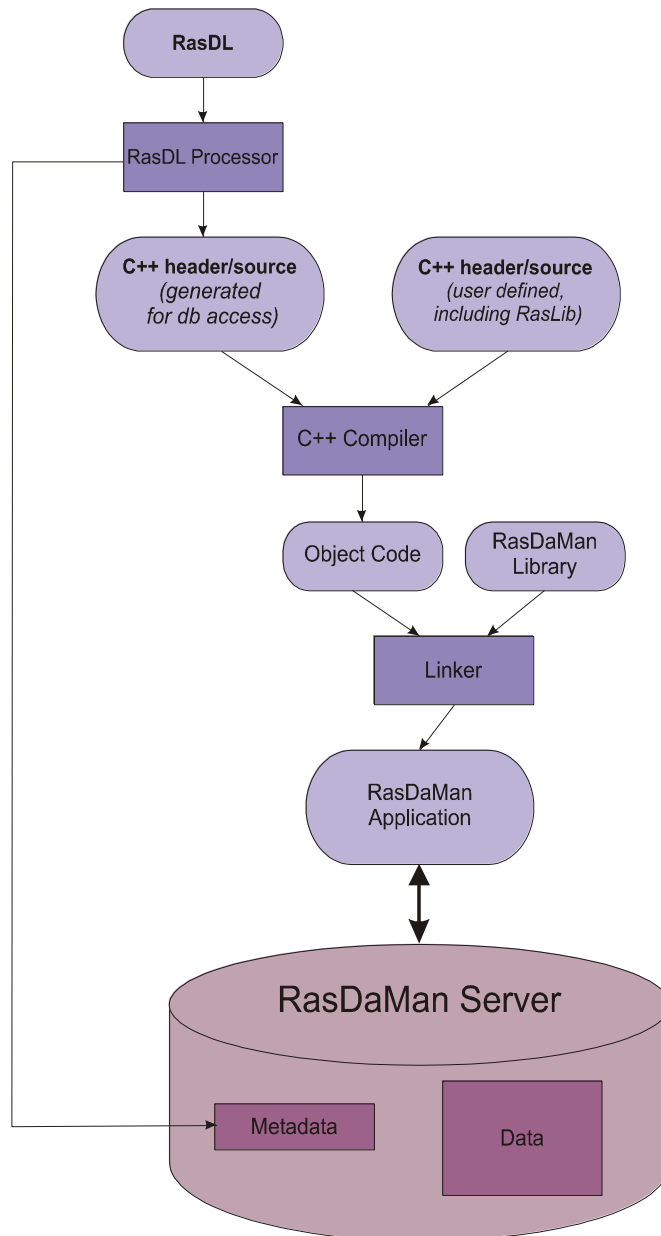 RasDL
RasDL Processor
C++ header/source
(generated
for db access)
C++ header/source
(user defined,
including RasLib)
C++ Compiler
Object Code
RasDaMan
Library
Linker
RasDaMan
Application
RasDaMan Server
Metadata
Data